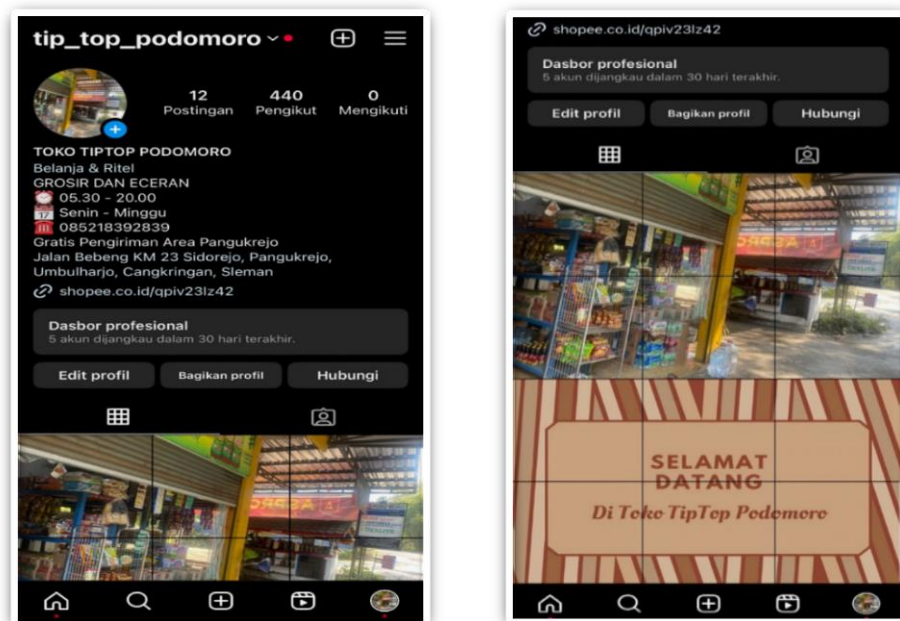 tip_top_podomoro
12 440 0
Postingan Pengikut Mengikuti
TOKO TIPTOP PODOMORO
Belanja & Ritel
GROSIR DAN ECERAN
⏰ 05.30 - 20.00
📅 Senin - Minggu
☎️ 085218392839
Gratis Pengiriman Area Pangukrejo
Jalan Bebeng KM 23 Sidorejo, Pangukrejo,
Umbulharjo, Cangkringan, Sleman
shopee.co.id/qpiv23lz42
Dasbor profesional
5 akun dijangkau dalam 30 hari terakhir.
Edit profil Bagikan profil Hubungi
shopee.co.id/qpiv23lz42
Dasbor profesional
5 akun dijangkau dalam 30 hari terakhir.
Edit profil Bagikan profil Hubungi
SELAMAT
DATANG
Di Toko TipTop Podomoro